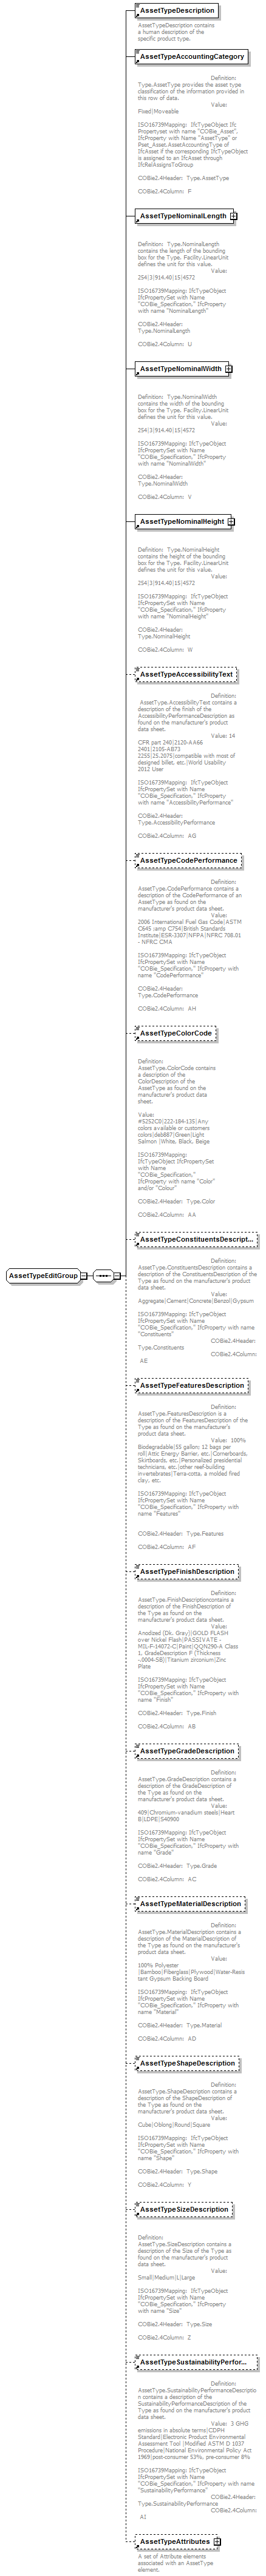 AssetTypeDescription
AssetTypeDescription contains
a human description of the
specific product type.
AssetTypeAccountingCategory
Definition:
Type.AssetType provides the asset type
classification of the information provided in
this row of data.
Value:
Fixed|Moveable
ISO16739Mapping: IfcTypeObject Ifc
Propertyset with name "COBie_Asset".
IfcProperty with Name "AssetType" or
Pset_Asset.AssetAccountingType of
IfcAsset if the corresponding IfcTypeObject
is assigned to an IfcAsset through
IfcRelAssignsToGroup
COBie2.4Header: Type.AssetType
COBie2.4Column: F
AssetTypeNominalLength
Definition: Type.NominalLength
contains the length of the bounding
box for the Type. Facility.LinearUnit
defines the unit for this value.
Value:
254|3|914.40|15|4572
ISO16739Mapping: IfcTypeObject
IfcPropertySet with Name
"COBie_Specification," IfcProperty
with name "NominalLength"
COBie2.4Header:
Type.NominalLength
COBie2.4Column: U
AssetTypeNominalWidth
Definition: Type.NominalWidth
contains the width of the bounding
box for the Type. Facility.LinearUnit
defines the unit for this value.
Value:
254|3|914.40|15|4572
ISO16739Mapping: IfcTypeObject
IfcPropertySet with Name
"COBie_Specification," IfcProperty
with name "NominalWidth"
COBie2.4Header:
Type.NominalWidth
COBie2.4Column: V
AssetTypeNominalHeight
Definition: Type.NominalHeight
contains the height of the bounding
box for the Type. Facility.LinearUnit
defines the unit for this value.
Value:
254|3|914.40|15|4572
ISO16739Mapping: IfcTypeObject
IfcPropertySet with Name
"COBie_Specification," IfcProperty
with name "NominalHeight"
COBie2.4Header:
Type.NominalHeight
COBie2.4Column: W
AssetTypeAccessibilityText
Definition:
AssetType.AccessibilityText contains a
description of the finish of the
AccessibilityPerformanceDescription as
found on the manufacturer's product
data sheet.
Value: 14
CFR part 240|2120-AA66
2401|2105-AB73
2255|25.2075|compatible with most of
designed billet, etc.|World Usability
2012 User
ISO16739Mapping: IfcTypeObject
IfcPropertySet with Name
"COBie_Specification," IfcProperty
with name "AccessibilityPerformance"
COBie2.4Header:
Type.AccessibilityPerformance
COBie2.4Column: AG
AssetTypeCodePerformance
Definition:
AssetType.CodePerformance contains a
description of the CodePerformance of an
AssetType as found on the
manufacturer's product data sheet.
Value:
2006 International Fuel Gas Code|ASTM
C645 &amp C754|British Standards
Institute|ESR-3307|NFPA|NFRC 708.01
- NFRC CMA
ISO16739Mapping: IfcTypeObject
IfcPropertySet with Name
"COBie_Specification," IfcProperty with
name "CodePerformance"
COBie2.4Header:
Type.CodePerformance
COBie2.4Column: AH
AssetTypeColorCode
Definition:
AssetType.ColorCode contains
a description of the
ColorDescription of the
AssetType as found on the
manufacturer's product data
sheet.
Value:
#5252C0|222-184-135|Any
colors available or customers
colors|deb887|Green|Light
Salmon |White, Black, Beige
ISO16739Mapping:
IfcTypeObject IfcPropertySet
with Name
"COBie_Specification,"
IfcProperty with name "Color"
and/or "Colour"
COBie2.4Header: Type.Color
COBie2.4Column: AA
AssetTypeConstituentsDescript...
Definition:
AssetType.ConstituentsDescription contains a
description of the ConstituentsDescription of the
Type as found on the manufacturer's product
data sheet.
Value:
Aggregate|Cement|Concrete|Benzol|Gypsum
ISO16739Mapping: IfcTypeObject
IfcPropertySet with Name
"COBie_Specification," IfcProperty with name
"Constituents"
COBie2.4Header:
Type.Constituents
COBie2.4Column:
AE
AssetTypeEditGroup
AssetTypeFeaturesDescription
Definition:
AssetType.FeaturesDescription is a
description of the FeaturesDescription of the
Type as found on the manufacturer's
product data sheet.
Value: 100%
Biodegradable|55 gallon; 12 bags per
roll|Attic Energy Barrier, etc.|Cornerboards,
Skirtboards, etc.|Personalized presidential
technicians, etc.|other reef-building
invertebrates|Terra-cotta, a molded fired
clay, etc.
ISO16739Mapping: IfcTypeObject
IfcPropertySet with Name
"COBie_Specification," IfcProperty with
name "Features"
COBie2.4Header: Type.Features
COBie2.4Column: AF
AssetTypeFinishDescription
Definition:
AssetType.FinishDescriptioncontains a
description of the FinishDescription of
the Type as found on the
manufacturer's product data sheet.
Value:
Anodized (Dk. Gray)|GOLD FLASH
over Nickel Flash|PASSIVATE -
MIL-F-14072-C|Paint|QQN290-A Class
1, GradeDescription F (Thickness
-.0004-SE)|Titanium zirconium|Zinc
Plate
ISO16739Mapping: IfcTypeObject
IfcPropertySet with Name
"COBie_Specification," IfcProperty with
name "Finish"
COBie2.4Header: Type.Finish
COBie2.4Column: AB
AssetTypeGradeDescription
Definition:
AssetType.GradeDescription contains a
description of the GradeDescription of
the Type as found on the
manufacturer's product data sheet.
Value:
409|Chromium-vanadium steels|Heart
B|LDPE|S40900
ISO16739Mapping: IfcTypeObject
IfcPropertySet with Name
"COBie_Specification," IfcProperty with
name "Grade"
COBie2.4Header: Type.Grade
COBie2.4Column: AC
AssetTypeMaterialDescription
Definition:
AssetType.MaterialDescription contains a
description of the MaterialDescription of
the Type as found on the manufacturer's
product data sheet.
Value:
100% Polyester
|Bamboo|Fiberglass|Plywood|Water-Resis
tant Gypsum Backing Board
ISO16739Mapping: IfcTypeObject
IfcPropertySet with Name
"COBie_Specification," IfcProperty with
name "Material"
COBie2.4Header: Type.Material
COBie2.4Column: AD
AssetTypeShapeDescription
Definition:
AssetType.ShapeDescription contains a
description of the ShapeDescription of
the Type as found on the
manufacturer's product data sheet.
Value:
Cube|Oblong|Round|Square
ISO16739Mapping: IfcTypeObject
IfcPropertySet with Name
"COBie_Specification," IfcProperty with
name "Shape"
COBie2.4Header: Type.Shape
COBie2.4Column: Y
AssetTypeSizeDescription
Definition:
AssetType.SizeDescription contains a
description of the Size of the Type as
found on the manufacturer's product
data sheet.
Value:
Small|Medium|L|Large
ISO16739Mapping: IfcTypeObject
IfcPropertySet with Name
"COBie_Specification," IfcProperty
with name "Size"
COBie2.4Header: Type.Size
COBie2.4Column: Z
AssetTypeSustainabilityPerfor...
Definition:
AssetType.SustainabilityPerformanceDescriptio
n contains a description of the
SustainabilityPerformanceDescription of the
Type as found on the manufacturer's product
data sheet.
Value: 3 GHG
emissions in absolute terms|CDPH
Standard|Electronic Product Environmental
Assessment Tool |Modified ASTM D 1037
Procedure|National Environmental Policy Act
1969|post-consumer 53%, pre-consumer 8%
ISO16739Mapping: IfcTypeObject
IfcPropertySet with Name
"COBie_Specification," IfcProperty with name
"SustainabilityPerformance"
COBie2.4Header:
Type.SustainabilityPerformance
COBie2.4Column:
AI
AssetTypeAttributes
A set of Attribute elements
associated with an AssetType
element.